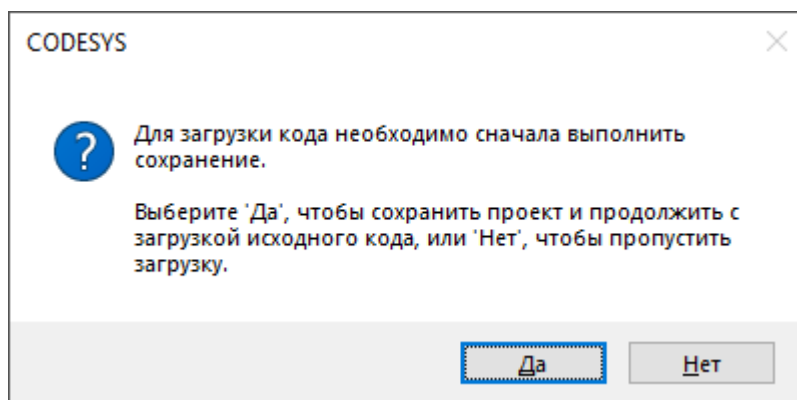 CODESYS
Для загрузки кода необходимо сначала выполнить
сохранение.
Выберите 'Да', чтобы сохранить проект и продолжить с
загрузкой исходного кода, или 'Нет', чтобы пропустить
загрузку.
Да
Нет